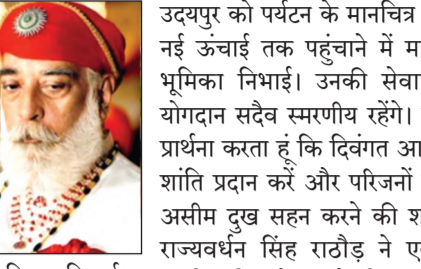 उदयपुर को पर्यटन के मानचित्र
नई ऊंचाई तक पहुंचाने में म
भूमिका निभाई। उनकी सेवा
योगदान सदैव स्मरणीय रहेंगे।
प्रार्थना करता हूं कि दिवंगत आ
शांति प्रदान करें और परिजनों
असीम दुख सहन करने की श
राज्यवर्धन सिंह राठौड़ ने ए